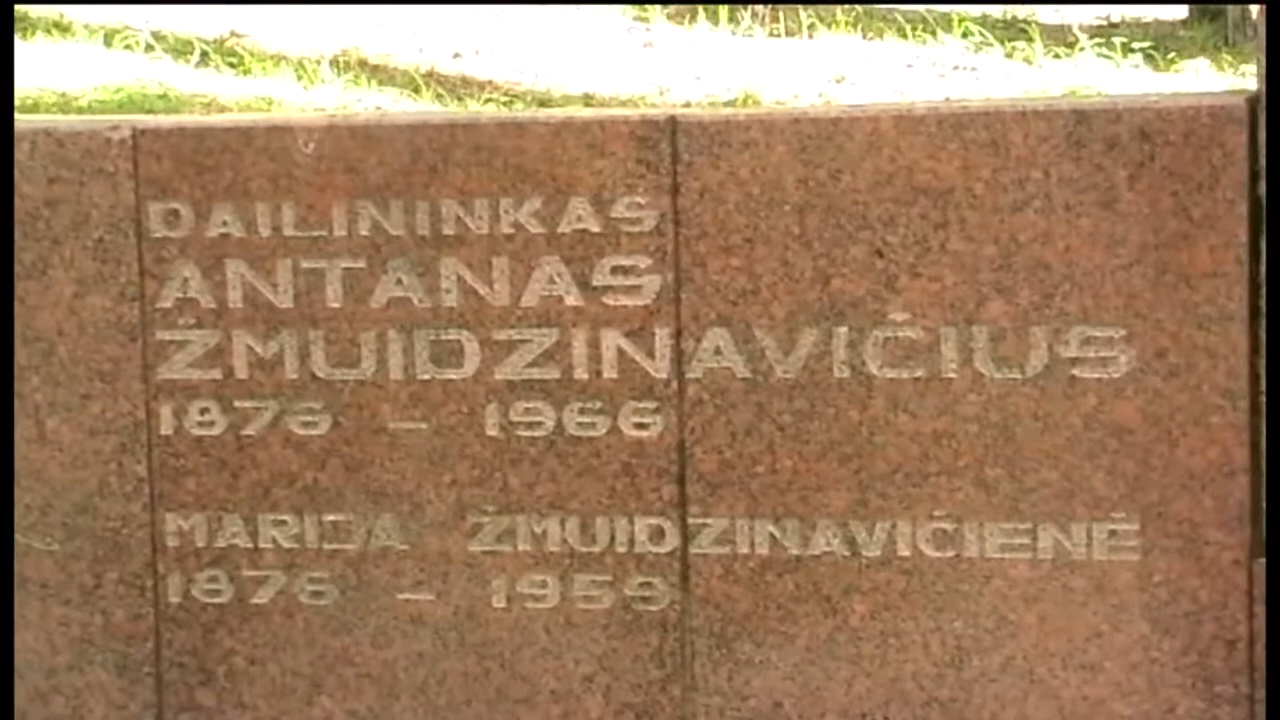 DAILININKAS
ANTANAS
ŽMUIDZINAVIČIUS
1876 – 1966
MARIJA ŽMUIDZINAVIČIENĖ
1876 – 1959